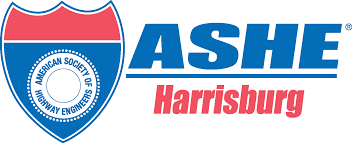 AMERICAN SOCIETY OF
HIGHWAY ENGINEERS
ASHE®
Harrisburg